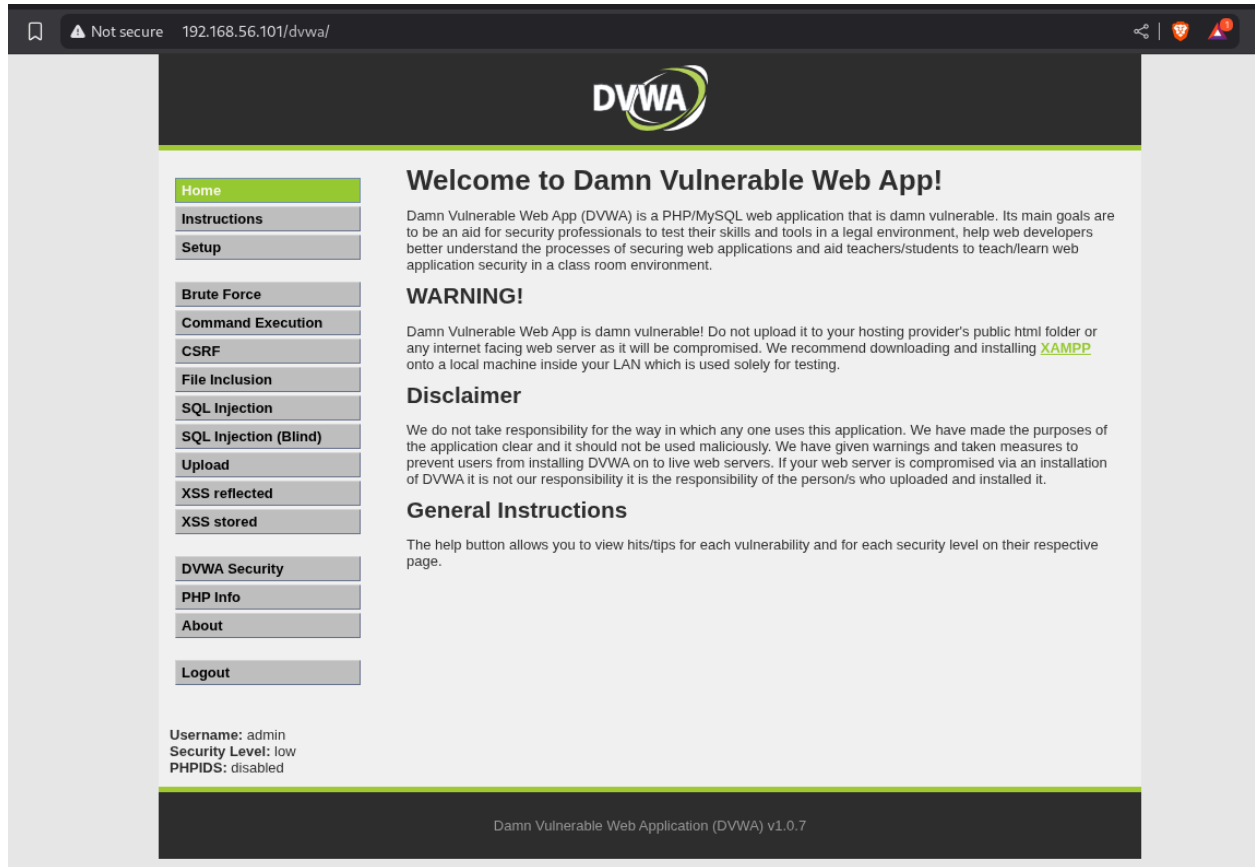 Not secure 192.168.56.101/dvwa/
1
DVWA
Home
Instructions
Setup
Brute Force
Command Execution
CSRF
File Inclusion
SQL Injection
SQL Injection (Blind)
Upload
XSS reflected
XSS stored
DVWA Security
PHP Info
About
Logout
Username: admin
Security Level: low
PHPIDS: disabled
Welcome to Damn Vulnerable Web App!
Damn Vulnerable Web App (DVWA) is a PHP/MySQL web application that is damn vulnerable. Its main goals are
to be an aid for security professionals to test their skills and tools in a legal environment, help web developers
better understand the processes of securing web applications and aid teachers/students to teach/learn web
application security in a class room environment.
WARNING!
Damn Vulnerable Web App is damn vulnerable! Do not upload it to your hosting provider's public html folder or
any internet facing web server as it will be compromised. We recommend downloading and installing XAMPP
onto a local machine inside your LAN which is used solely for testing.
Disclaimer
We do not take responsibility for the way in which any one uses this application. We have made the purposes of
the application clear and it should not be used maliciously. We have given warnings and taken measures to
prevent users from installing DVWA on to live web servers. If your web server is compromised via an installation
of DVWA it is not our responsibility it is the responsibility of the person/s who uploaded and installed it.
General Instructions
The help button allows you to view hits/tips for each vulnerability and for each security level on their respective
page.
Damn Vulnerable Web Application (DVWA) v1.0.7